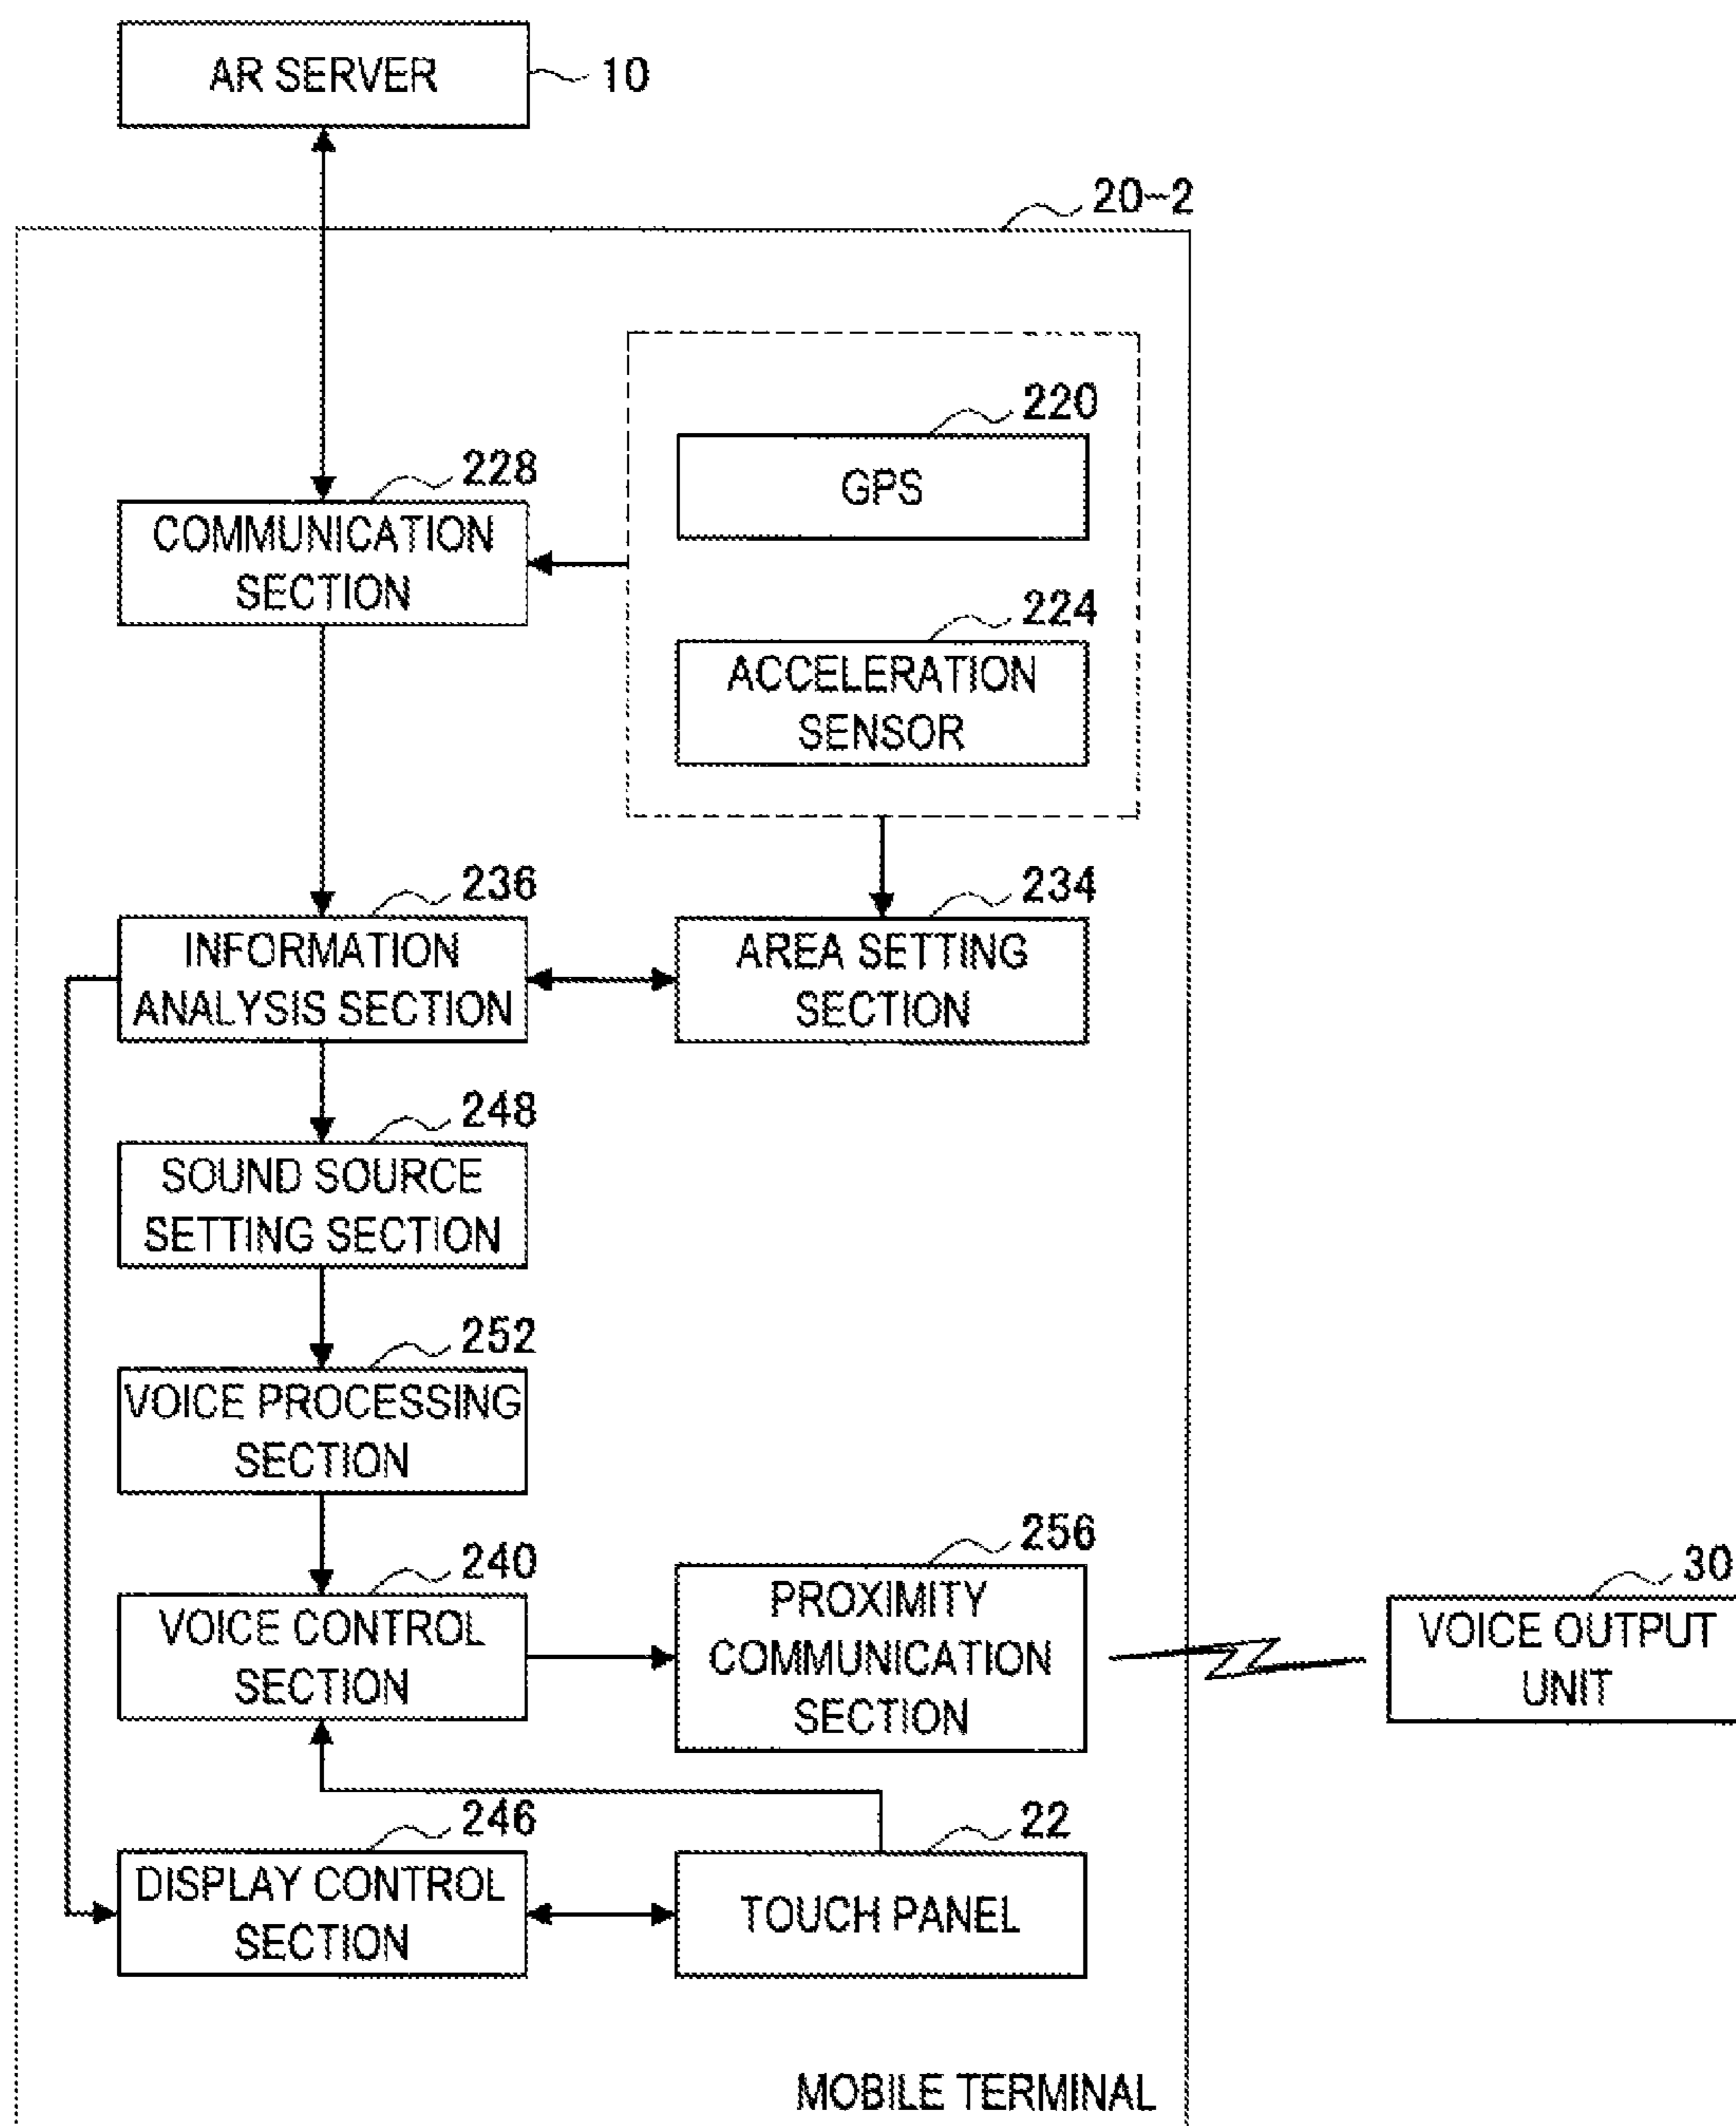 AR SERVER
10
20-2
220
GPS
228
COMMUNICATION
SECTION
224
ACCELERATION
SENSOR
236
INFORMATION
ANALYSIS SECTION
234
AREA SETTING
SECTION
248
SOUND SOURCE
SETTING SECTION
252
VOICE PROCESSING
SECTION
240
VOICE CONTROL
SECTION
256
PROXIMITY
COMMUNICATION
SECTION
30
VOICE OUTPUT
UNIT
246
DISPLAY CONTROL
SECTION
22
TOUCH PANEL
MOBILE TERMINAL